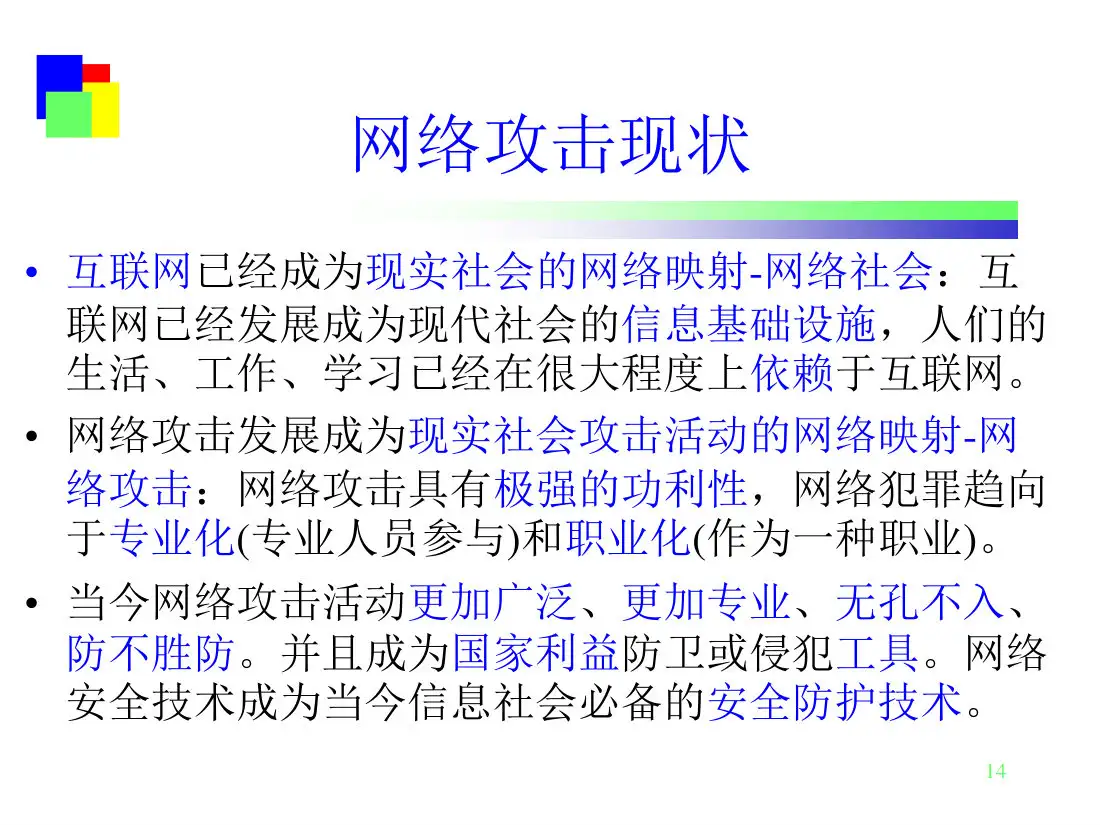 网络攻击现状
• 互联网已经成为现实社会的网络映射-网络社会：互
联网已经发展成为现代社会的信息基础设施，人们的
生活、工作、学习已经在很大程度上依赖于互联网。
• 网络攻击发展成为现实社会攻击活动的网络映射-网
络攻击：网络攻击具有极强的功利性，网络犯罪趋向
于专业化(专业人员参与)和职业化(作为一种职业)。
• 当今网络攻击活动更加广泛、更加专业、无孔不入、
防不胜防。并且成为国家利益防卫或侵犯工具。网络
安全技术成为当今信息社会必备的安全防护技术。
14